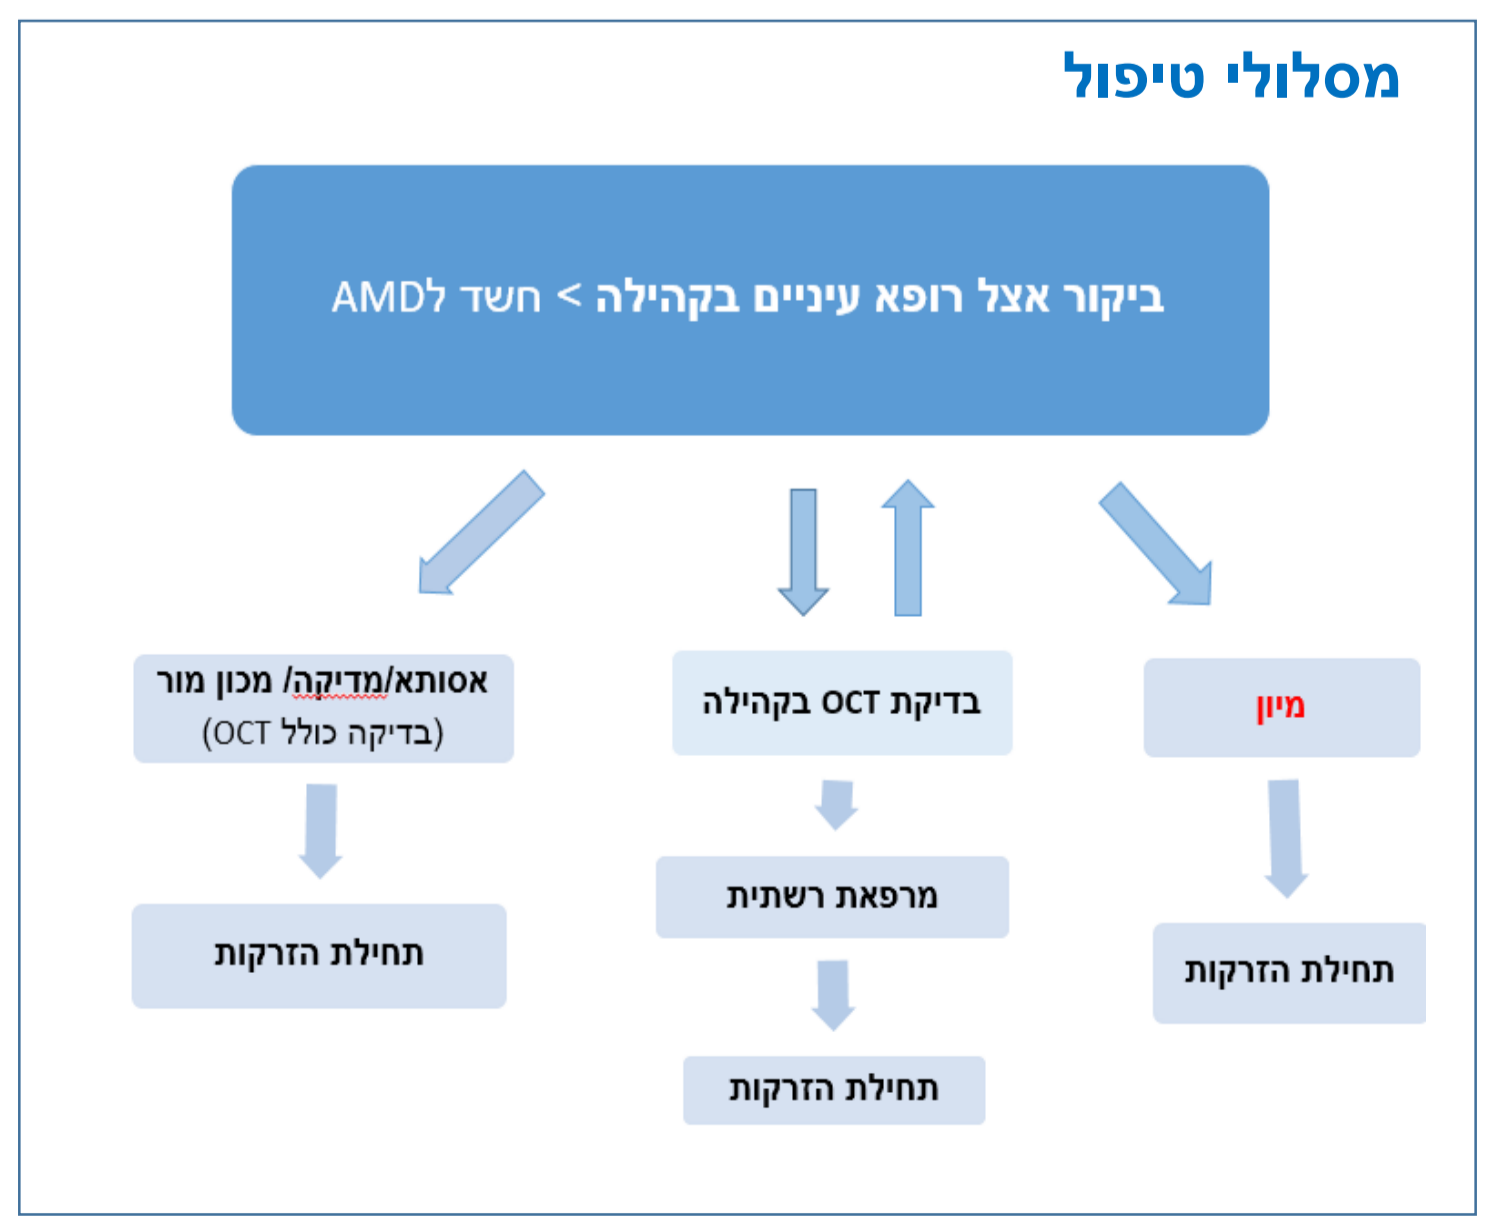 מסלולי טיפול
ביקור אצל רופא עיניים בקהילה > חשד לAMD
מיון
תחילת הזרקות
בדיקת OCT בקהילה
מרפאת רשתית
תחילת הזרקות
אסותא/מדיקה/ מכון מור
(בדיקה כולל OCT)
תחילת הזרקות